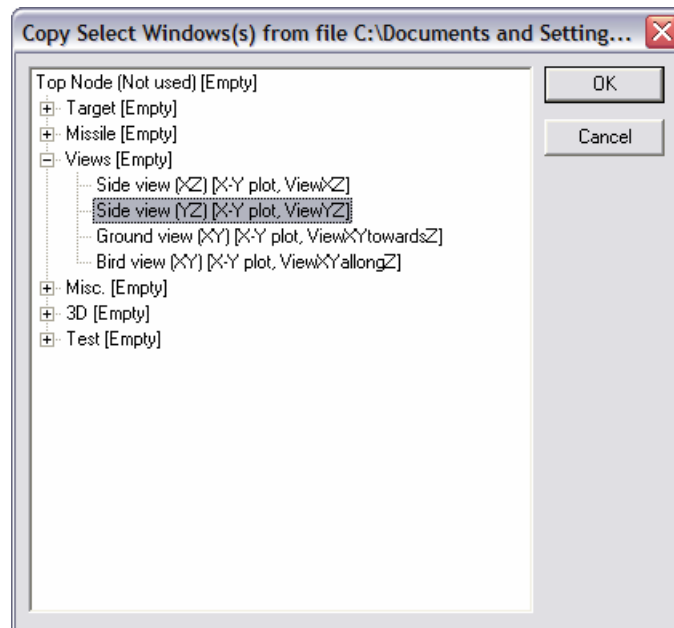 Copy Select Windows(s) from file C:\Documents and Setting...
Top Node (Not used) [Empty]
OK
Target [Empty]
Missile [Empty]
Cancel
Views [Empty]
Side view (XZ) [X-Y plot, ViewXZ]
Side view (YZ) [X-Y plot, ViewYZ]
Ground view (XY) [X-Y plot, ViewXYtowardsZ]
Bird view (XY) [X-Y plot, ViewXYallongZ]
Misc. [Empty]
3D [Empty]
Test [Empty]